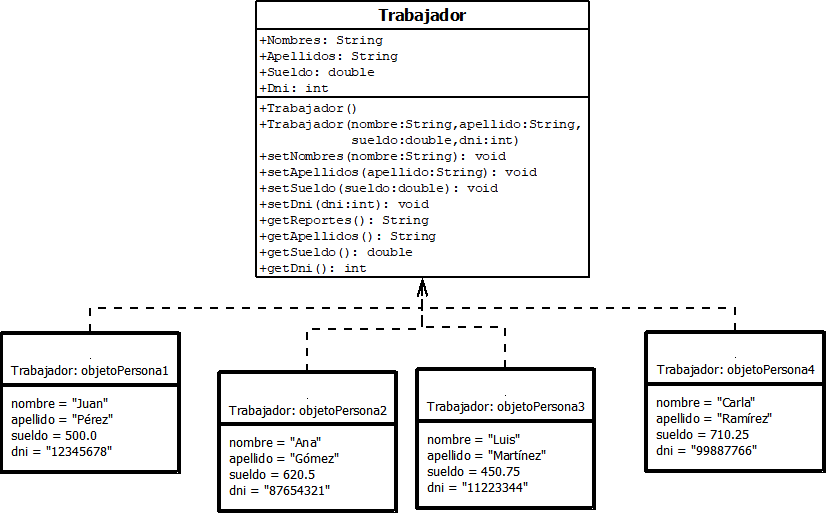 Trabajador
+Nombres: String
+Apellidos: String
+Sueldo: double
+Dni: int
+Trabajador()
+Trabajador(nombre:String,apellido:String,
sueldo:double,dni:int)
+setNombres(nombre:String): void
+setApellidos(apellido:String): void
+setSueldo(sueldo:double): void
+setDni(dni:int): void
+getReportes(): String
+getApellidos(): String
+getSueldo(): double
+getDni(): int
Trabajador: objetoPersona1
nombre = "Juan"
apellido = "Pérez"
sueldo = 500.0
dni = "12345678"
Trabajador: objetoPersona2
nombre = "Ana"
apellido = "Gómez"
sueldo = 620.5
dni = "87654321"
Trabajador: objetoPersona3
nombre = "Luis"
apellido = "Martínez"
sueldo = 450.75
dni = "11223344"
Trabajador: objetoPersona4
nombre = "Carla"
apellido = "Ramírez"
sueldo = 710.25
dni = "99887766"